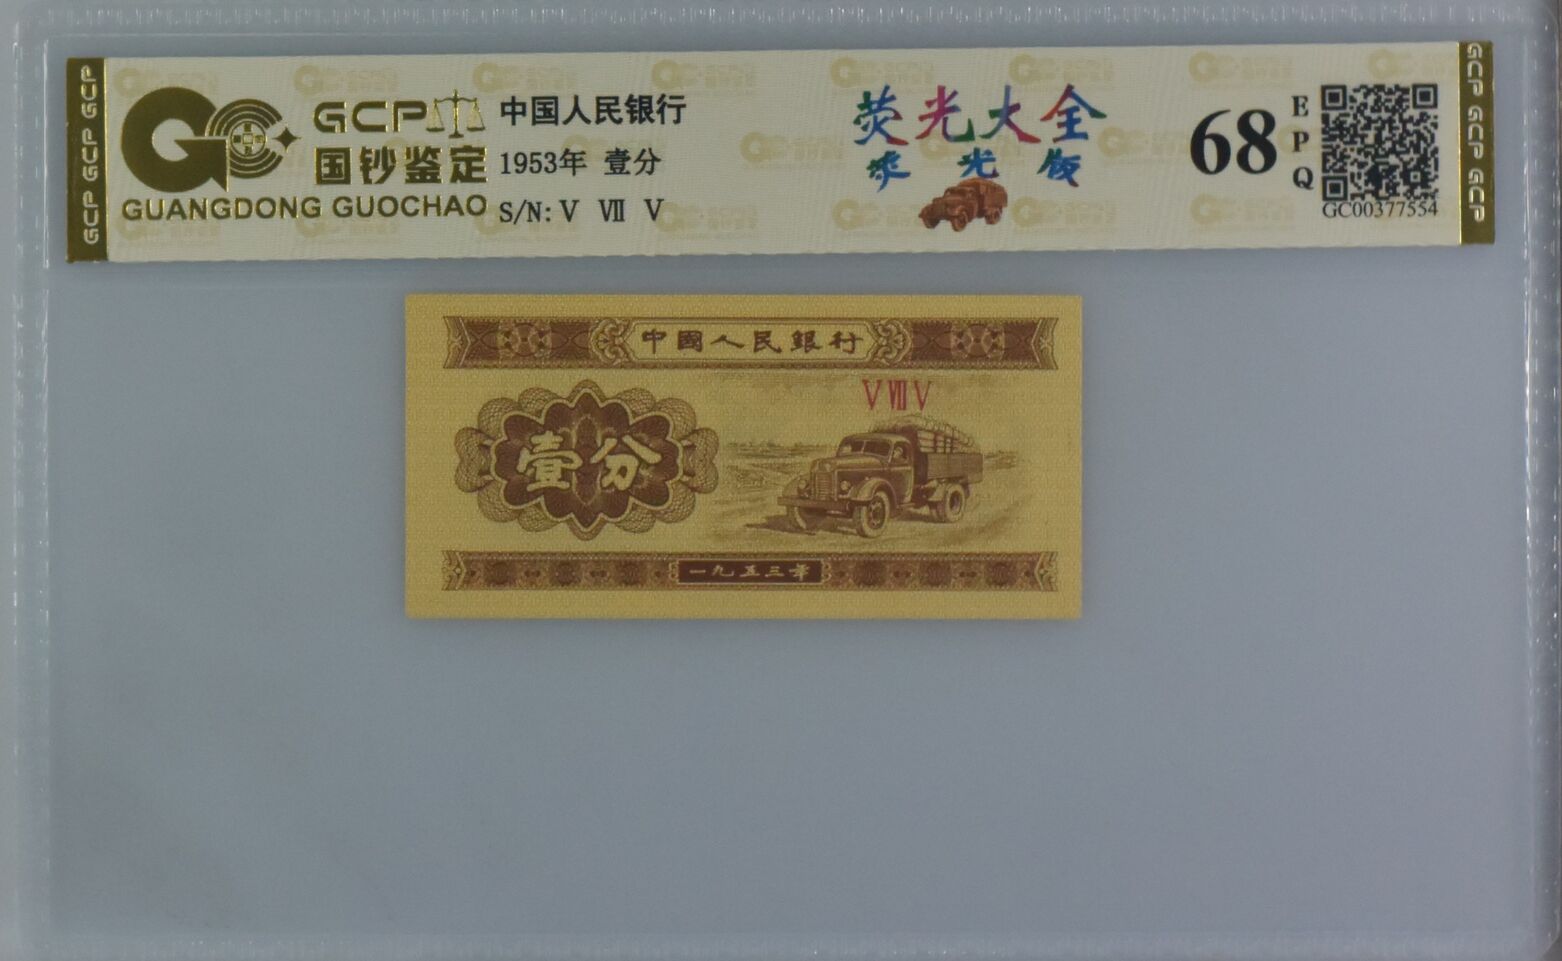 GCP
国钞鉴定
GUANGDONG GUOCHAO
中国人民银行
1953年 壹分
S/N: Ⅴ Ⅶ Ⅴ
荧光大全
光版
68
EPQ
GC00377554
GCP GCP GCP
GCP GCP GCP
中國人民銀行
ⅤⅦⅤ
壹分
一九五三年